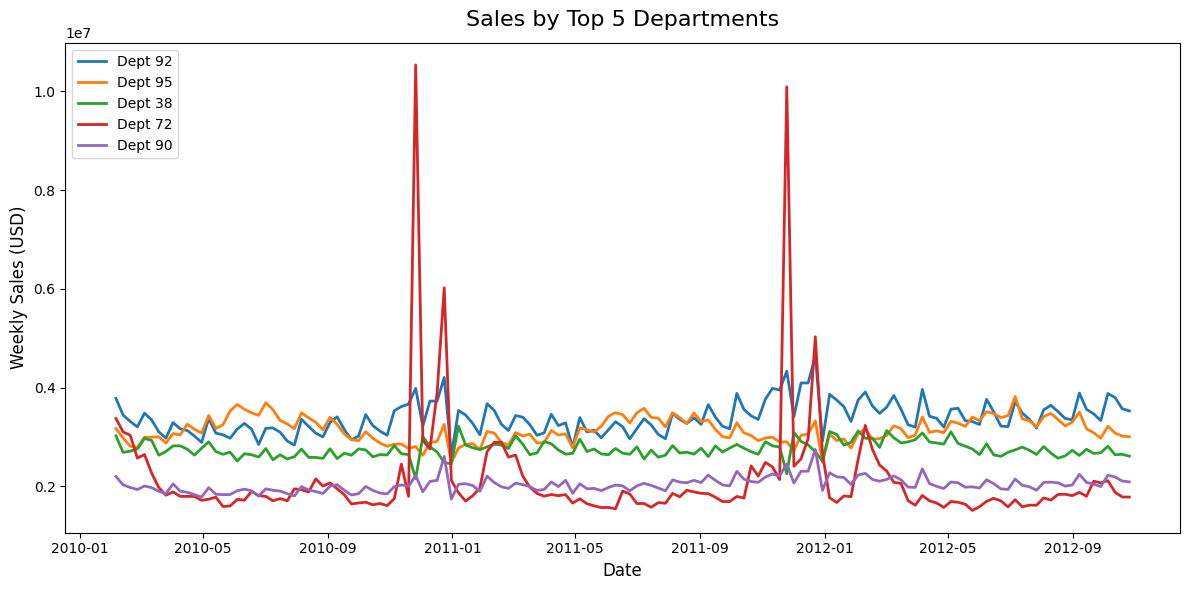 Sales by Top 5 Departments
1e7
Dept 92
Dept 95
Dept 38
Dept 72
Dept 90
1.0
0.8
0.6
0.4
0.2
Weekly Sales (USD)
2010-01 2010-05 2010-09 2011-01 2011-05 2011-09 2012-01 2012-05 2012-09
Date